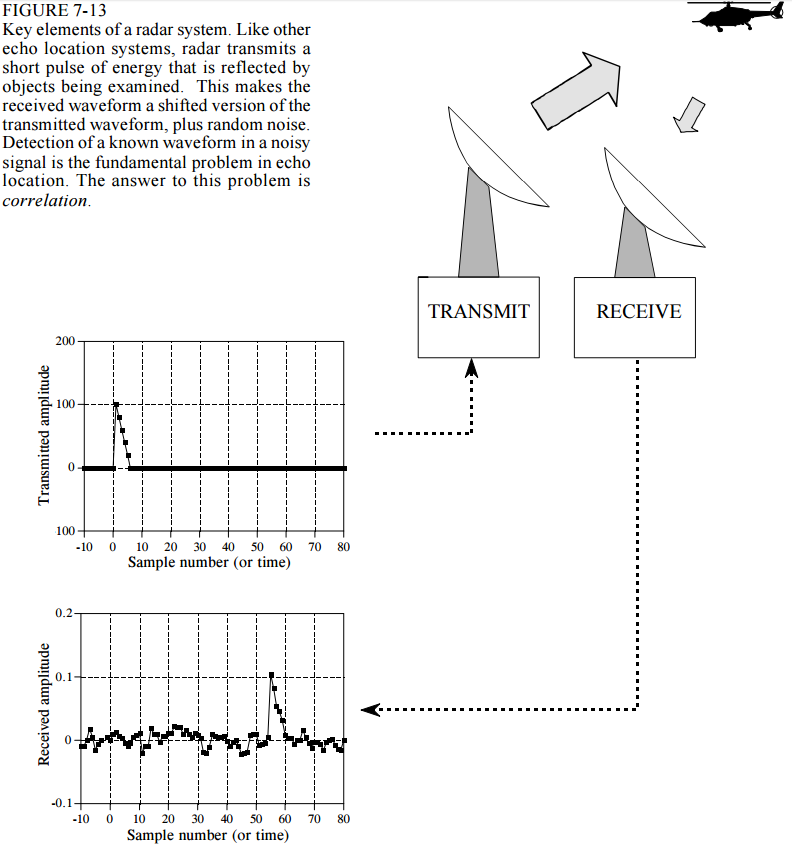 FIGURE 7-13
Key elements of a radar system. Like other
echo location systems, radar transmits a
short pulse of energy that is reflected by
objects being examined. This makes the
received waveform a shifted version of the
transmitted waveform, plus random noise.
Detection of a known waveform in a noisy
signal is the fundamental problem in echo
location. The answer to this problem is
correlation.
TRANSMIT
RECEIVE
Transmitted amplitude
200
100
0
100
-10 0 10 20 30 40 50 60 70 80
Sample number (or time)
Received amplitude
0.2
0.1
0
-0.1
-10 0 10 20 30 40 50 60 70 80
Sample number (or time)